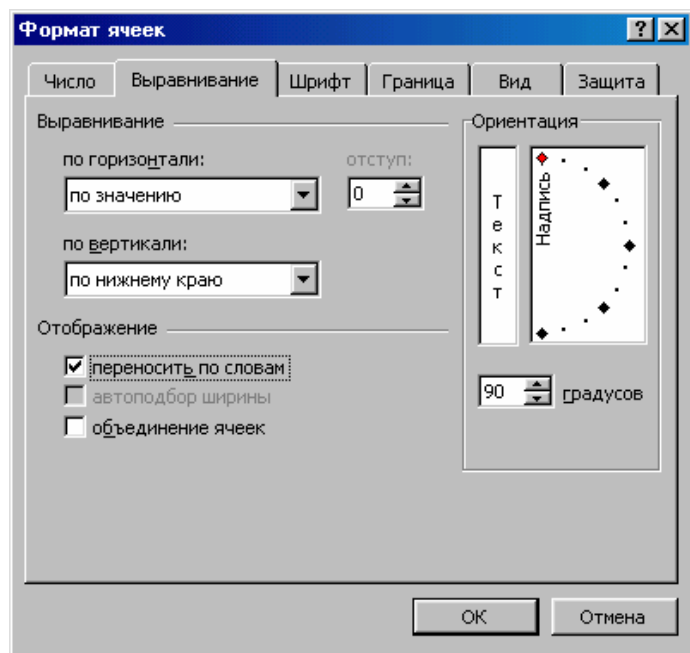 Формат ячеек
Число Выравнивание Шрифт Граница Вид Защита
Выравнивание
по горизонтали:
отступ:
по значению
0
по вертикали:
по нижнему краю
Отображение
переносить по словам
автоподбор ширины
объединение ячеек
Ориентация
Текст
Надпись
90 градусов
ОК Отмена